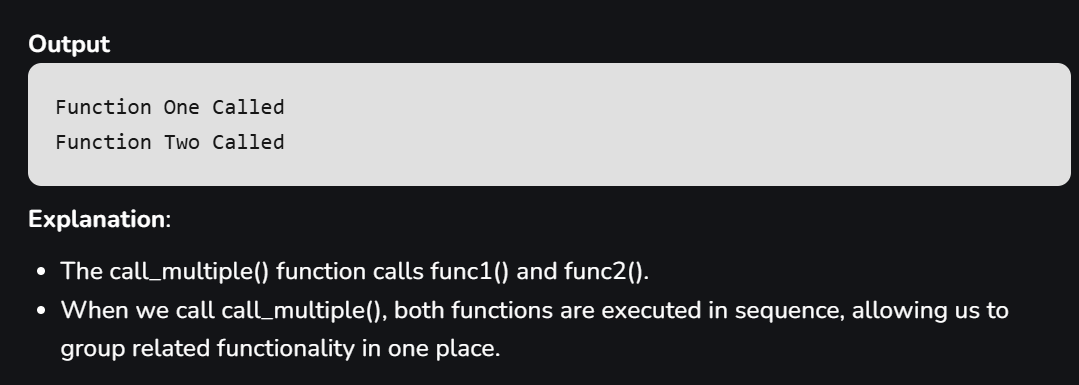 Output
Function One Called
Function Two Called
Explanation:
The call_multiple() function calls func1() and func2().
When we call call_multiple(), both functions are executed in sequence, allowing us to
group related functionality in one place.